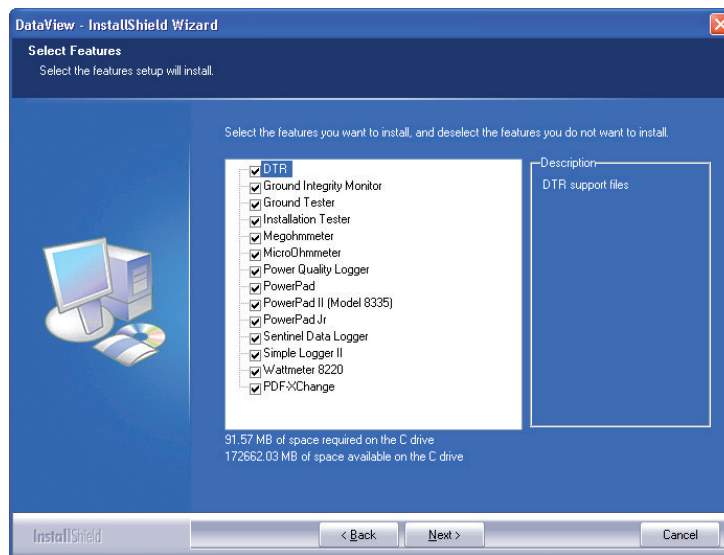 DataView - InstallShield Wizard
Select Features
Select the features setup will install.
Select the features you want to install, and deselect the features you do not want to install.
DTR
Ground Integrity Monitor
Ground Tester
Installation Tester
Megohmmeter
MicroOhmmeter
Power Quality Logger
PowerPad
PowerPad II (Model 8335)
PowerPad Jr
Sentinel Data Logger
Simple Logger II
Wattmeter 8220
PDF-XChange
Description
DTR support files
91.57 MB of space required on the C drive
172662.03 MB of space available on the C drive
InstallShield
< Back
Next >
Cancel